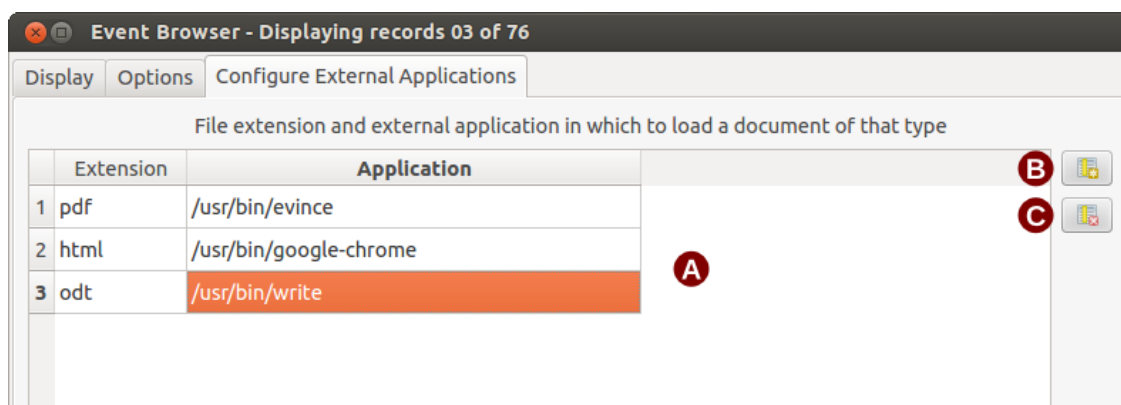 Event Browser - Displaying records 03 of 76
Display Options Configure External Applications
File extension and external application in which to load a document of that type
Extension Application B
1 pdf /usr/bin/evince C
2 html /usr/bin/google-chrome
A
3 odt /usr/bin/write